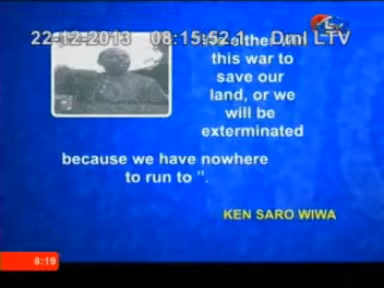 22-12-2013 08:15:52.1 Dml LTV
this war to
save our
land, or we
will be
exterminated
because we have nowhere
to run to ".
KEN SARO WIWA
8:19